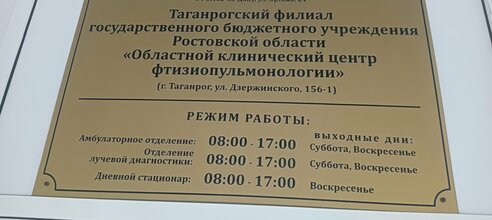 Таганрогский филиал
государственного бюджетного учреждения
Ростовской области
«Областной клинический центр
фтизиопульмонологии»
(г. Таганрог, ул. Дзержинского, 156-1)
РЕЖИМ РАБОТЫ:
выходные дни:
Амбулаторное отделение: 08:00 - 17:00 Суббота, Воскресенье
Отделение
лучевой диагностики: 08:00 - 17:00 Суббота, Воскресенье
Дневной стационар: 08:00 - 17:00 Воскресенье